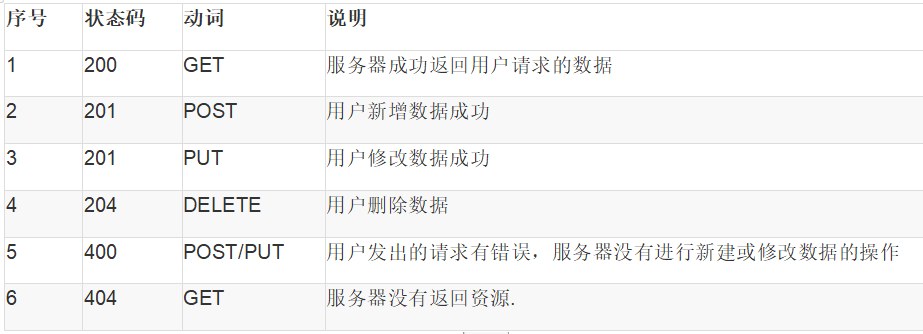 序号 状态码 动词 说明
1 200 GET 服务器成功返回用户请求的数据
2 201 POST 用户新增数据成功
3 201 PUT 用户修改数据成功
4 204 DELETE 用户删除数据
5 400 POST/PUT 用户发出的请求有错误，服务器没有进行新建或修改数据的操作
6 404 GET 服务器没有返回资源.